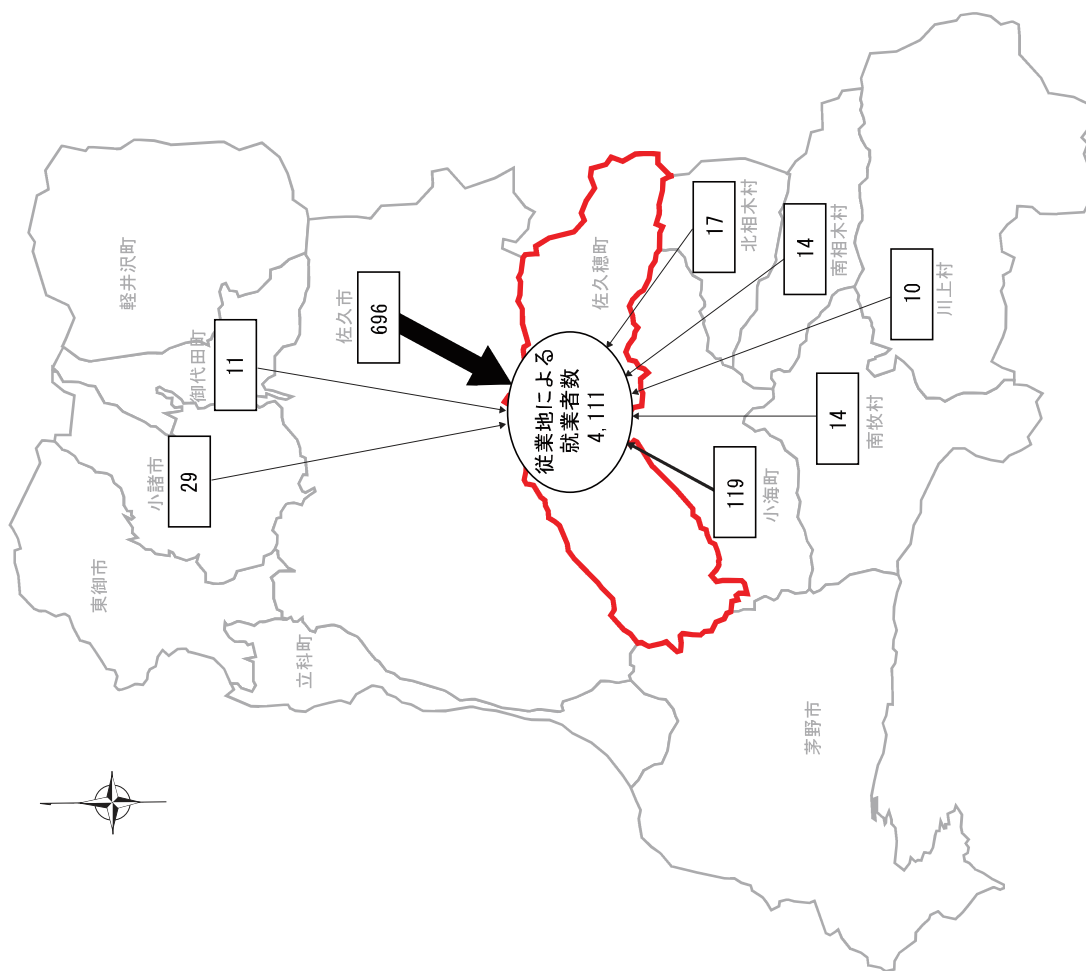 軽井沢町
御代田町
11
小諸市
29
東御市
佐久市
696
立科町
佐久穂町
従業地による
就業者数
4,111
北相木村
17
南相木村
14
川上村
10
南牧村
14
小海町
119
茅野市